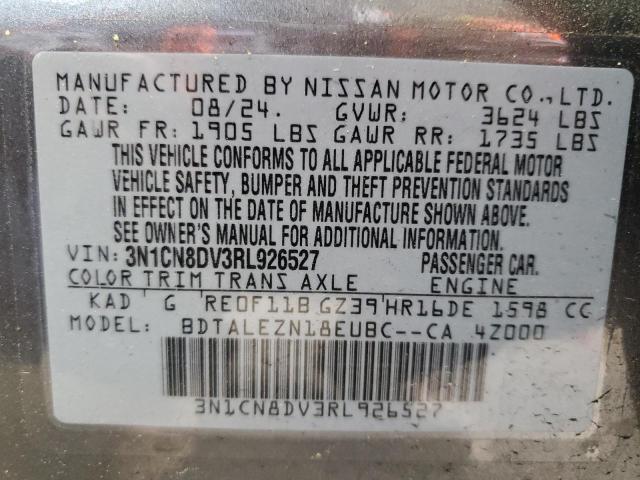 MANUFACTURED BY NISSAN MOTOR CO.,LTD.
DATE: 08/24. GVWR: 3624 LBS
GAWR FR: 1905 LBS GAWR RR: 1735 LBS
THIS VEHICLE CONFORMS TO ALL APPLICABLE FEDERAL MOTOR
VEHICLE SAFETY, BUMPER AND THEFT PREVENTION STANDARDS
IN EFFECT ON THE DATE OF MANUFACTURE SHOWN ABOVE.
SEE OWNER'S MANUAL FOR ADDITIONAL INFORMATION.
VIN: 3N1CN8DV3RL926527 PASSENGER CAR.
COLOR TRIM TRANS AXLE ENGINE
KAD G RE0F11B GZ39 HR16DE 1598 CC
MODEL: BDTALEZN18EUBC--CA 4Z000
3N1CN8DV3RL926527